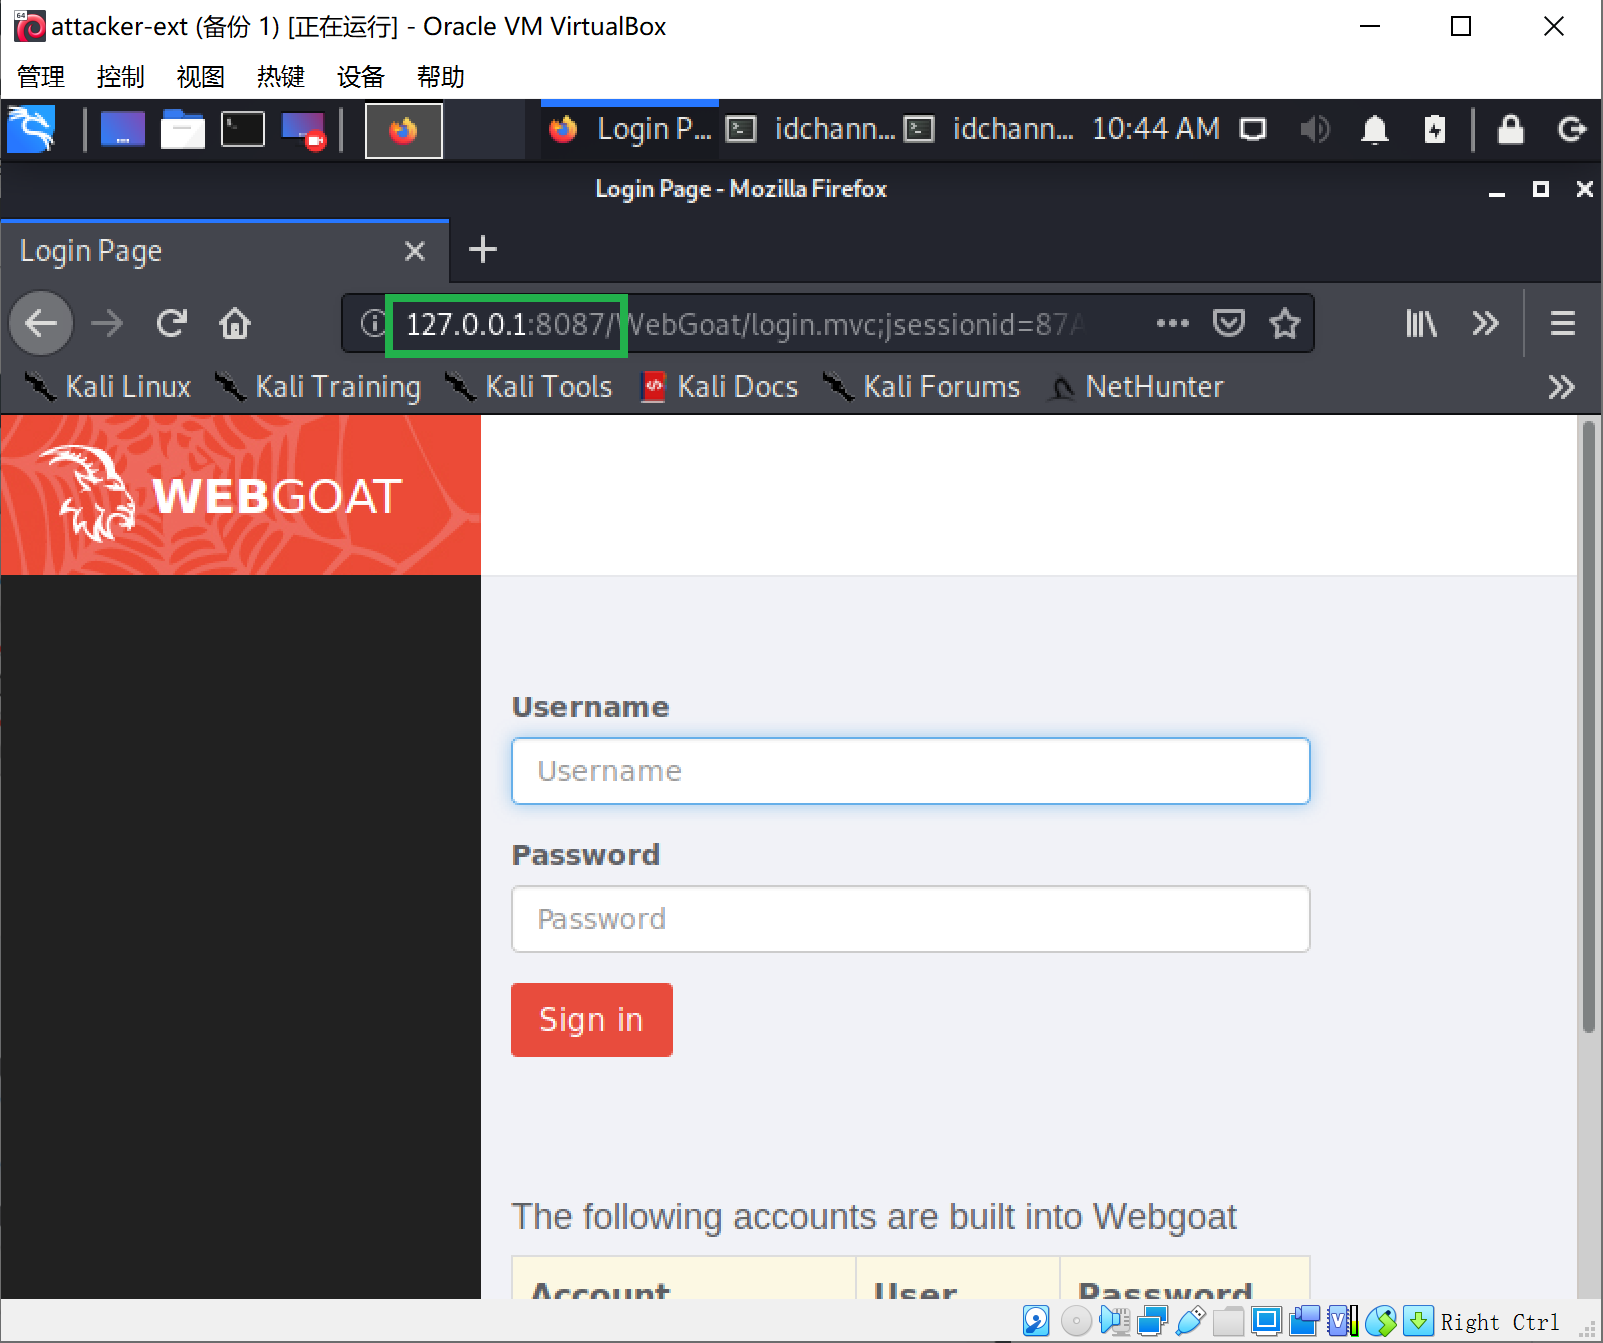 attacker-ext (备份 1) [正在运行] - Oracle VM VirtualBox
管理 控制 视图 热键 设备 帮助
Login P... idchann... idchann... 10:44 AM
Login Page - Mozilla Firefox
Login Page
127.0.0.1:8087/WebGoat/login.mvc;jsessionid=87A
Kali Linux Kali Training Kali Tools Kali Docs Kali Forums NetHunter
WEBGOAT
Username
Username
Password
Password
Sign in
The following accounts are built into Webgoat
Account User Password
Right Ctrl